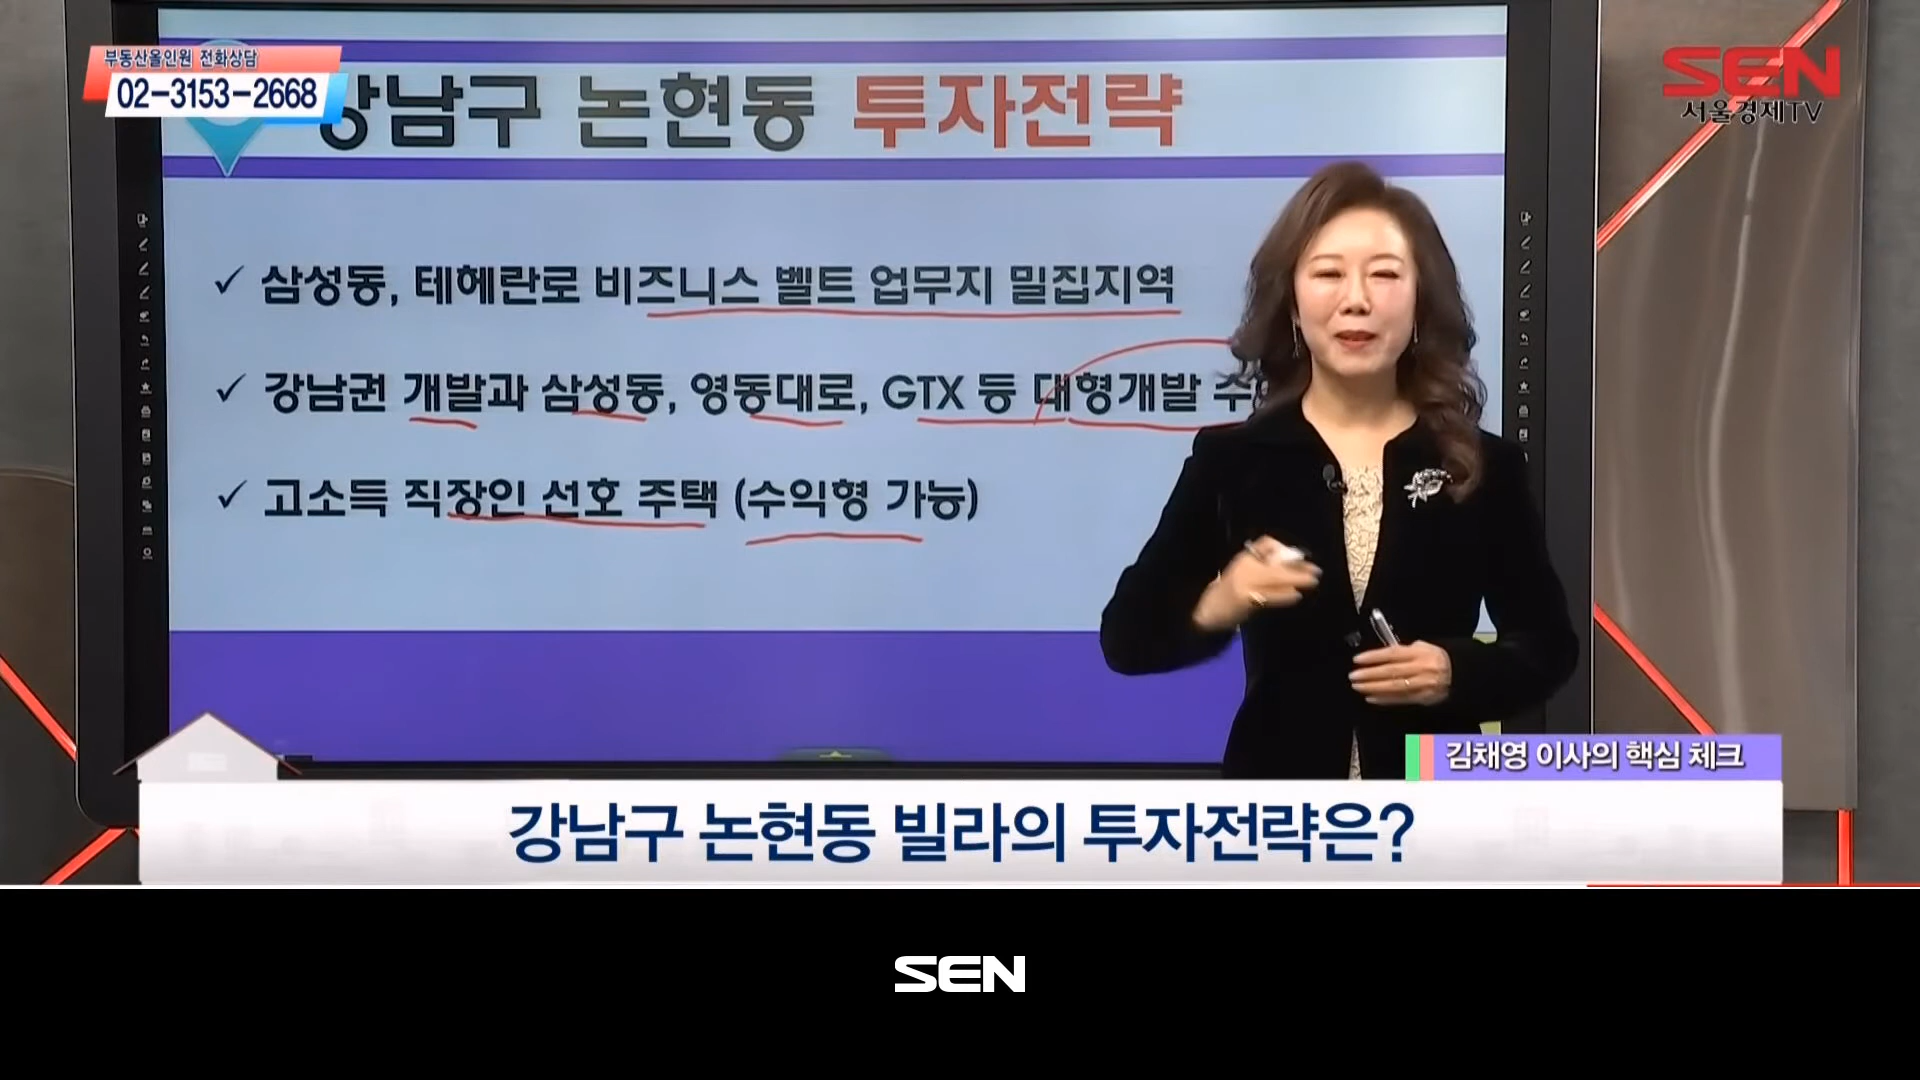 부동산올인원 전화상담
02-3153-2668
SEN
서울경제TV
강남구 논현동 투자전략
✓ 삼성동, 테헤란로 비즈니스 벨트 업무지 밀집지역
✓ 강남권 개발과 삼성동, 영동대로, GTX 등 대형개발
✓ 고소득 직장인 선호 주택 (수익형 가능)
김채영 이사의 핵심 체크
강남구 논현동 빌라의 투자전략은?
SEN